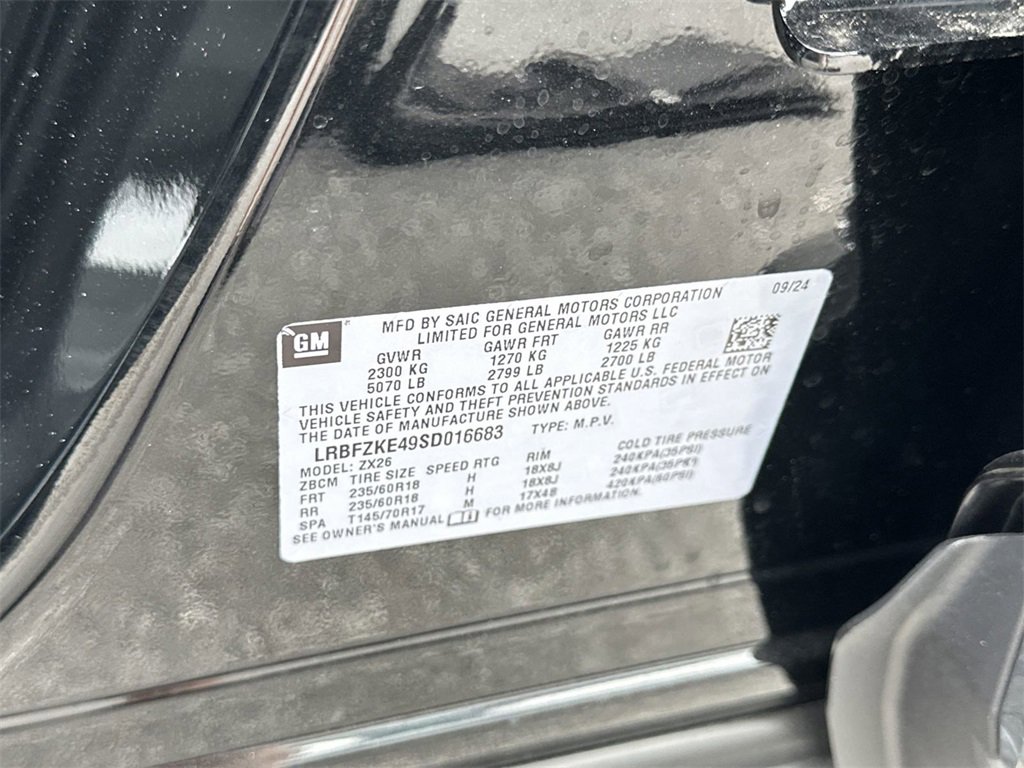 09/24
GM
MFD BY SAIC GENERAL MOTORS CORPORATION
LIMITED FOR GENERAL MOTORS LLC
GVWR GAWR FRT GAWR RR
2300 KG 1270 KG 1225 KG
5070 LB 2799 LB 2700 LB
THIS VEHICLE CONFORMS TO ALL APPLICABLE U.S. FEDERAL MOTOR
VEHICLE SAFETY AND THEFT PREVENTION STANDARDS IN EFFECT ON
THE DATE OF MANUFACTURE SHOWN ABOVE.
LRBFZKE49SD016683 TYPE: M.P.V.
MODEL: ZX26
ZBCM TIRE SIZE SPEED RTG RIM COLD TIRE PRESSURE
FRT 235/60R18 H 18X8J 240KPA(35PSI)
RR 235/60R18 H 18X8J 240KPA(35PSI)
SPA T145/70R17 M 17X4B 420KPA(60PSI)
SEE OWNER'S MANUAL FOR MORE INFORMATION.